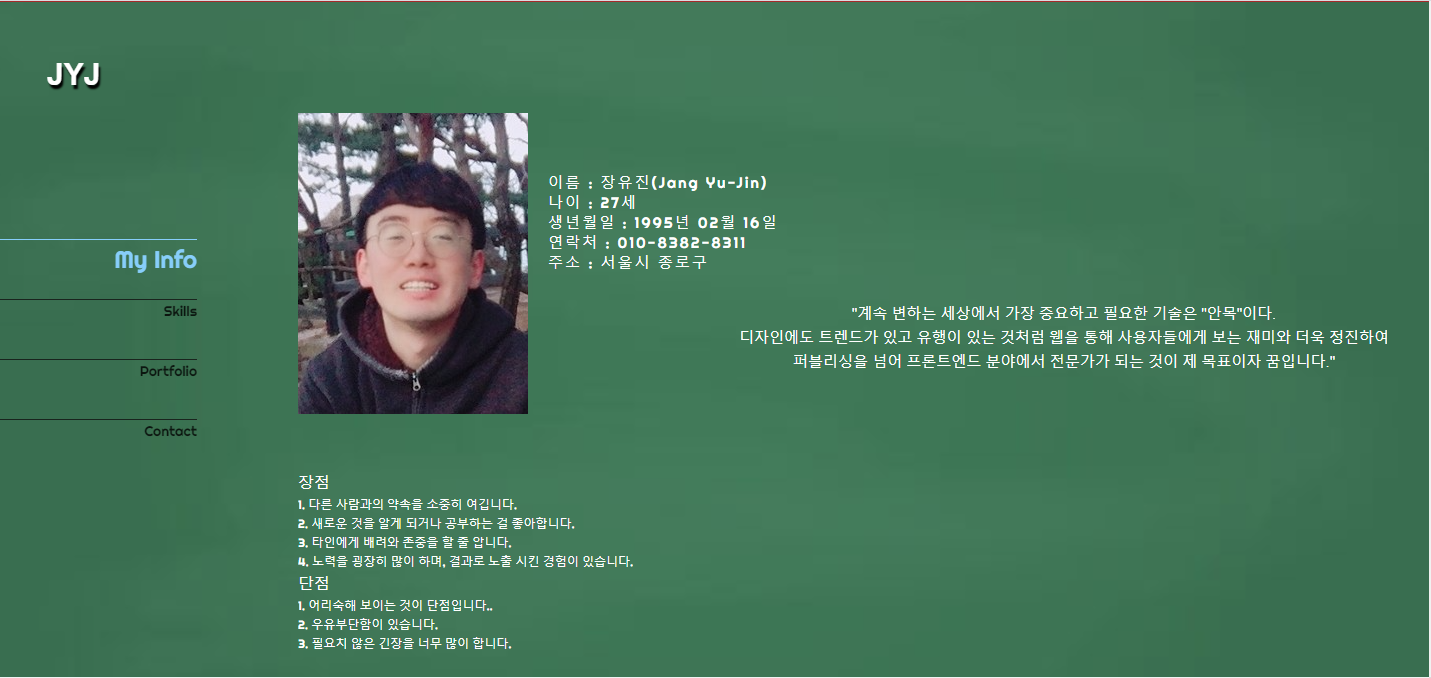 JYJ
My Info
Skills
Portfolio
Contact
이름 : 장유진(Jang Yu-Jin)
나이 : 27세
생년월일 : 1995년 02월 16일
연락처 : 010-8382-8311
주소 : 서울시 종로구
"계속 변하는 세상에서 가장 중요하고 필요한 기술은 "안목"이다.
디자인에도 트렌드가 있고 유행이 있는 것처럼 웹을 통해 사용자들에게 보는 재미와 더욱 정진하여
퍼블리싱을 넘어 프론트엔드 분야에서 전문가가 되는 것이 제 목표이자 꿈입니다."
장점
1. 다른 사람과의 약속을 소중히 여깁니다.
2. 새로운 것을 알게 되거나 공부하는 걸 좋아합니다.
3. 타인에게 배려와 존중을 할 줄 압니다.
4. 노력을 굉장히 많이 하며, 결과로 노출 시킨 경험이 있습니다.
단점
1. 어리숙해 보이는 것이 단점입니다..
2. 우유부단함이 있습니다.
3. 필요치 않은 긴장을 너무 많이 합니다.